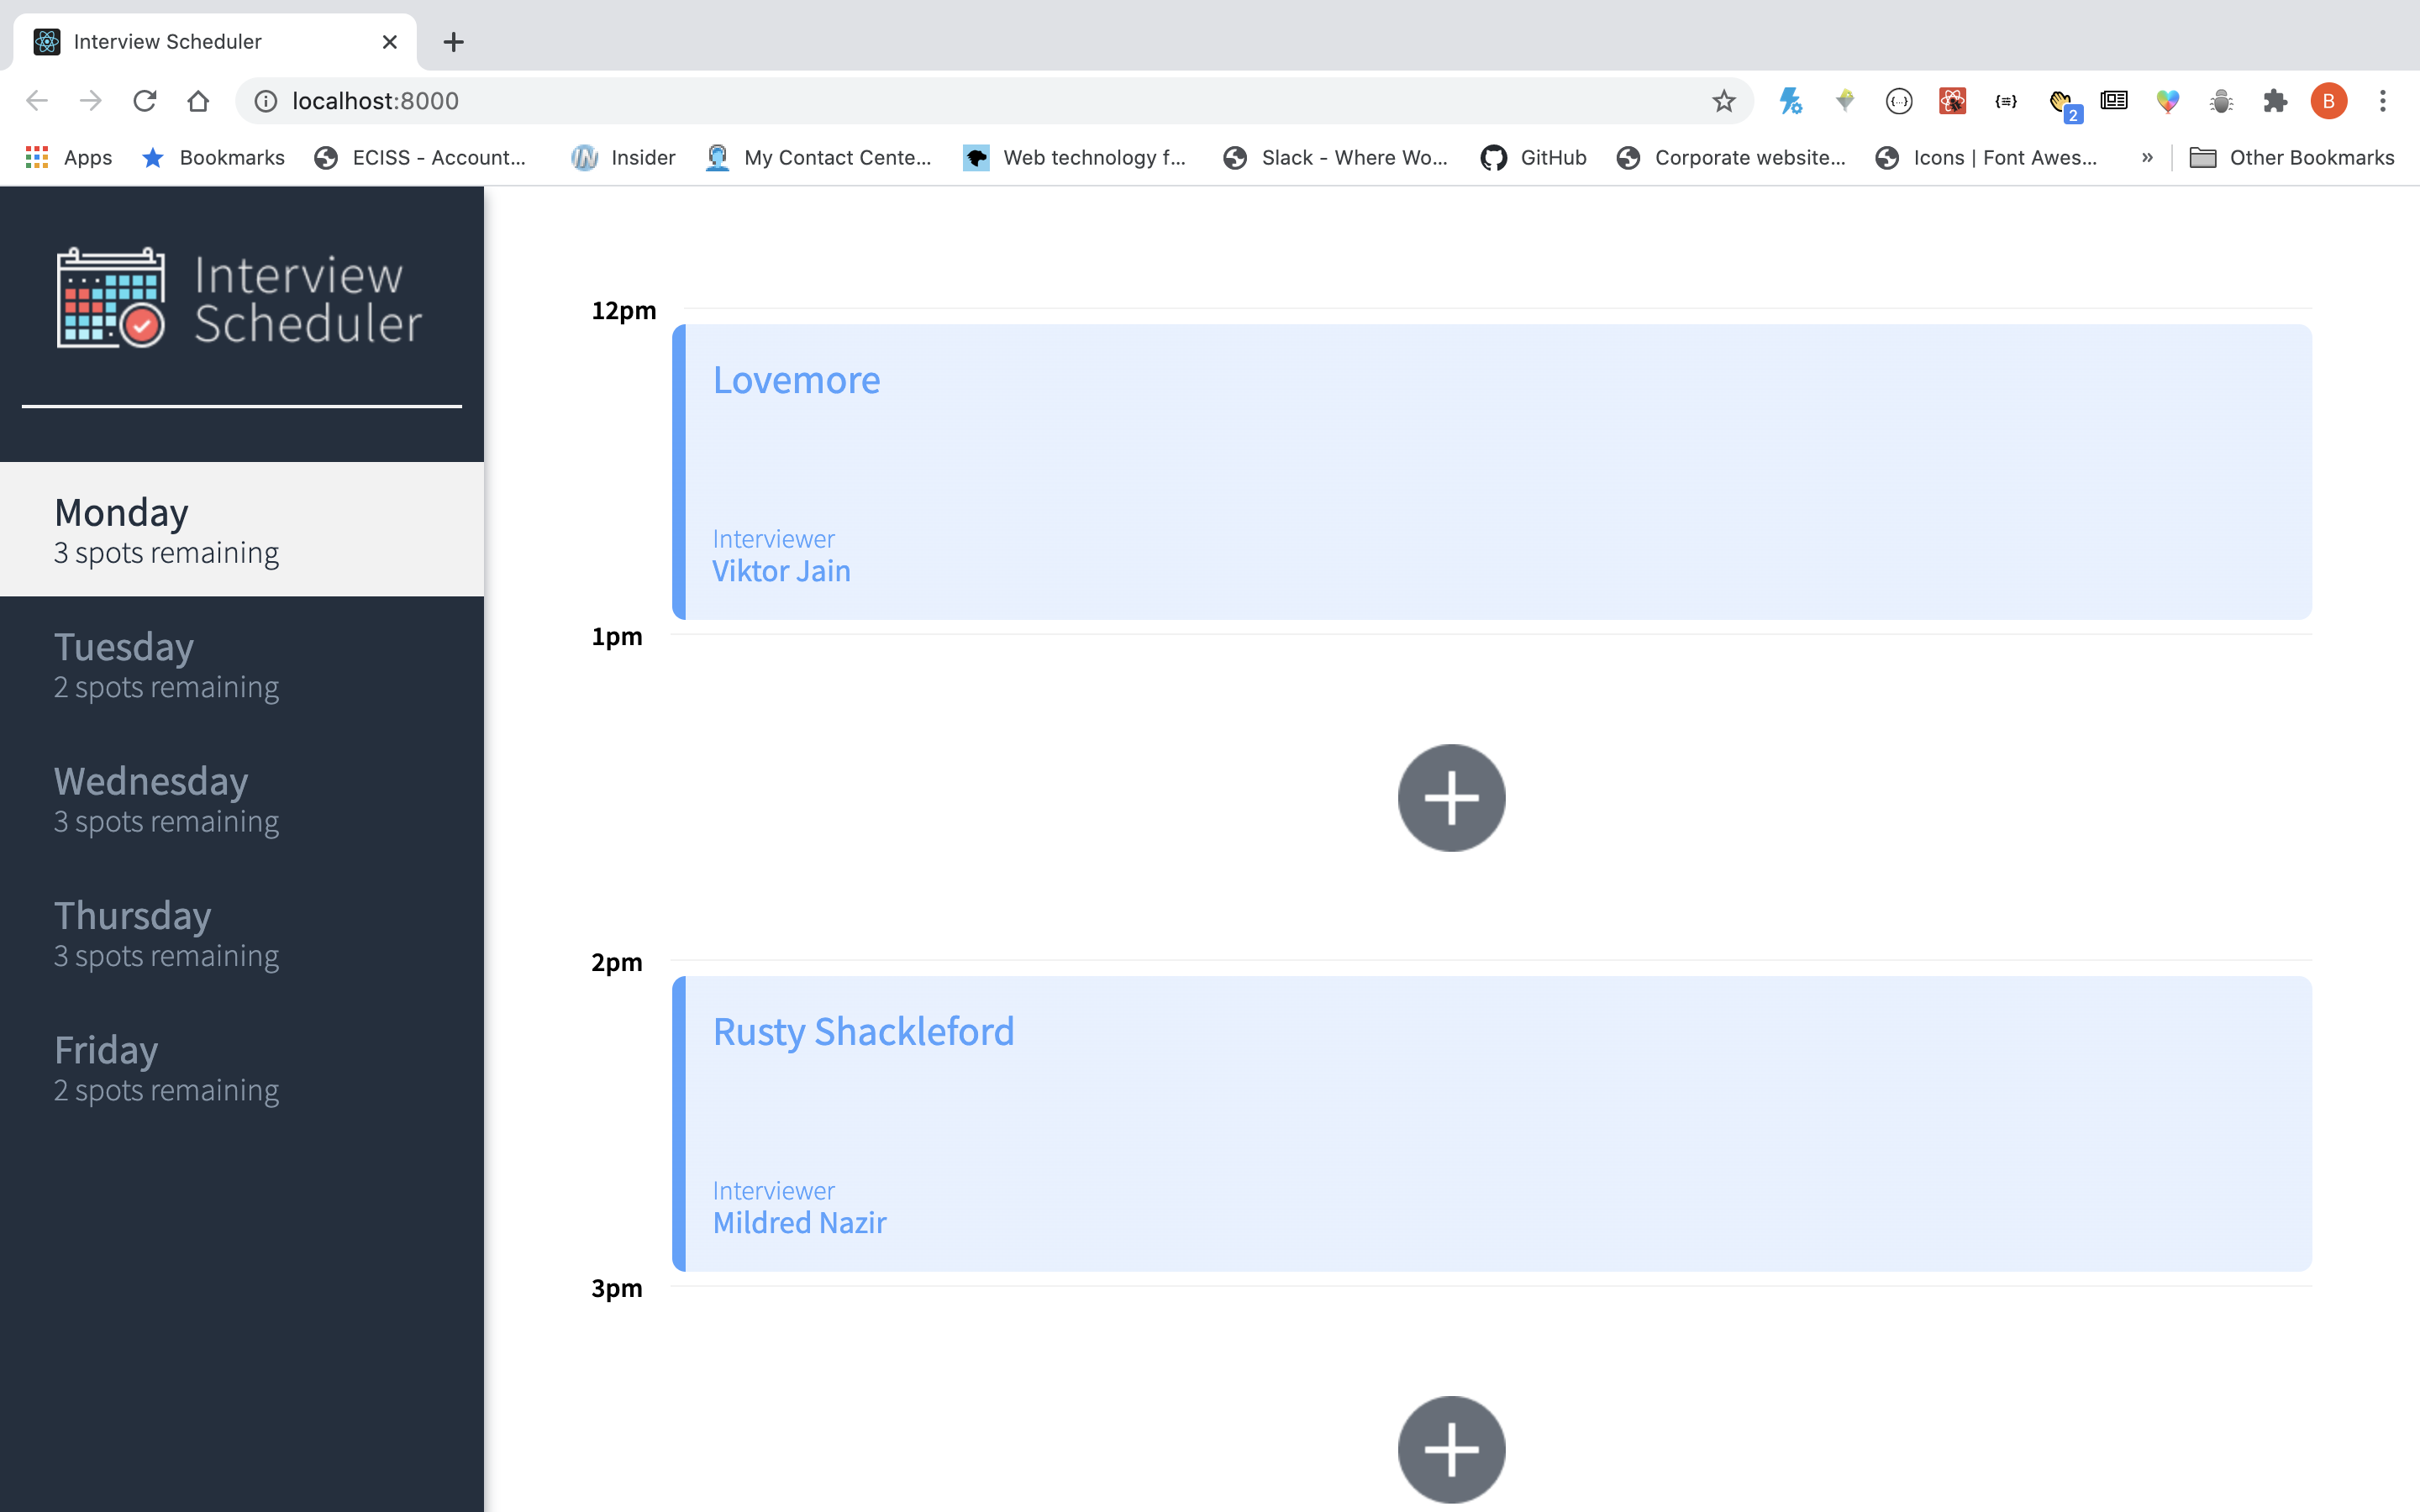 Interview Scheduler
localhost:8000
2
B
Apps
Bookmarks
ECISS - Account...
Insider
My Contact Cente...
Web technology f...
Slack - Where Wo...
GitHub
Corporate website...
Icons | Font Awes...
»
Other Bookmarks
Interview
Scheduler
Monday
3 spots remaining
Tuesday
2 spots remaining
Wednesday
3 spots remaining
Thursday
3 spots remaining
Friday
2 spots remaining
12pm
Lovemore
Interviewer
Viktor Jain
1pm
2pm
Rusty Shackleford
Interviewer
Mildred Nazir
3pm